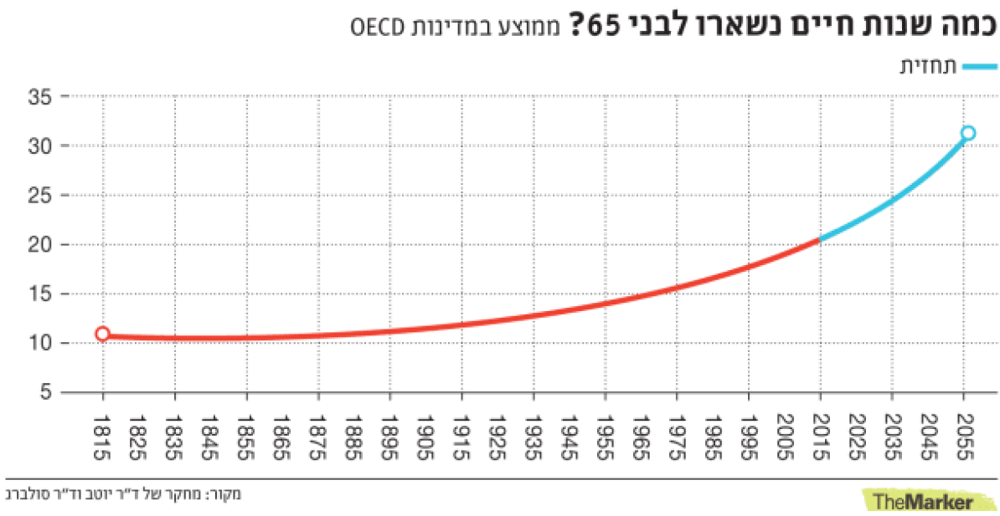 כמה שנות חיים נשארו לבני 65? ממוצע במדינות OECD
תחזית
35
30
25
20
15
10
5
1815 1825 1835 1845 1855 1865 1875 1885 1895 1905 1915 1925 1935 1945 1955 1965 1975 1985 1995 2005 2015 2025 2035 2045 2055
מקור: מחקר של ד"ר יוטב וד"ר סולברג
TheMarker